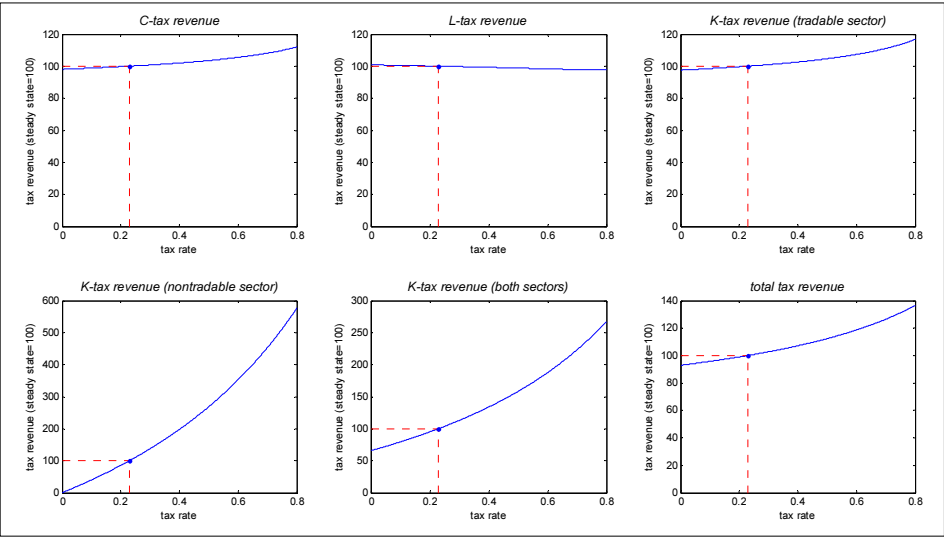 C-tax revenue
tax revenue (steady state=100)
120
100
80
60
40
20
0
0 0.2 0.4 0.6 0.8
tax rate
L-tax revenue
tax revenue (steady state=100)
120
100
80
60
40
20
0
0 0.2 0.4 0.6 0.8
tax rate
K-tax revenue (tradable sector)
tax revenue (steady state=100)
120
100
80
60
40
20
0
0 0.2 0.4 0.6 0.8
tax rate
K-tax revenue (nontradable sector)
tax revenue (steady state=100)
600
500
400
300
200
100
0
0 0.2 0.4 0.6 0.8
tax rate
K-tax revenue (both sectors)
tax revenue (steady state=100)
300
250
200
150
100
50
0
0 0.2 0.4 0.6 0.8
tax rate
total tax revenue
tax revenue (steady state=100)
140
120
100
80
60
40
20
0
0 0.2 0.4 0.6 0.8
tax rate